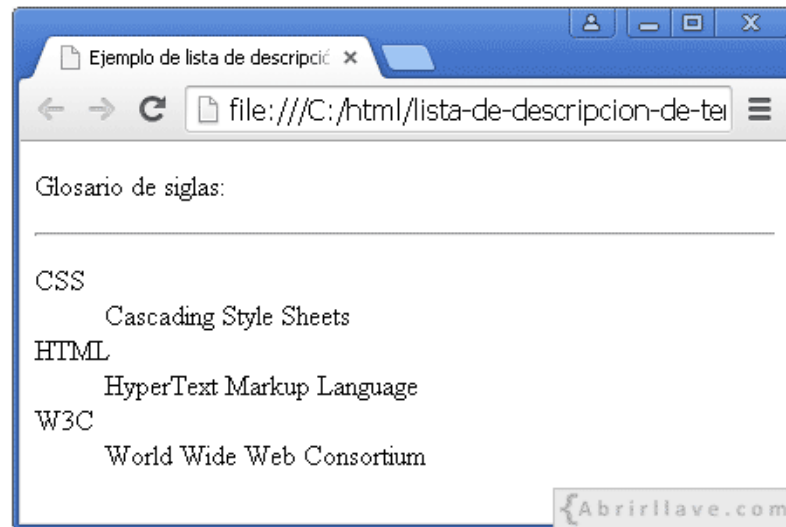 Ejemplo de lista de descripció
file:///C:/html/lista-de-descripcion-de-ter
Glosario de siglas:
CSS
Cascading Style Sheets
HTML
HyperText Markup Language
W3C
World Wide Web Consortium
{Abrirllave.com